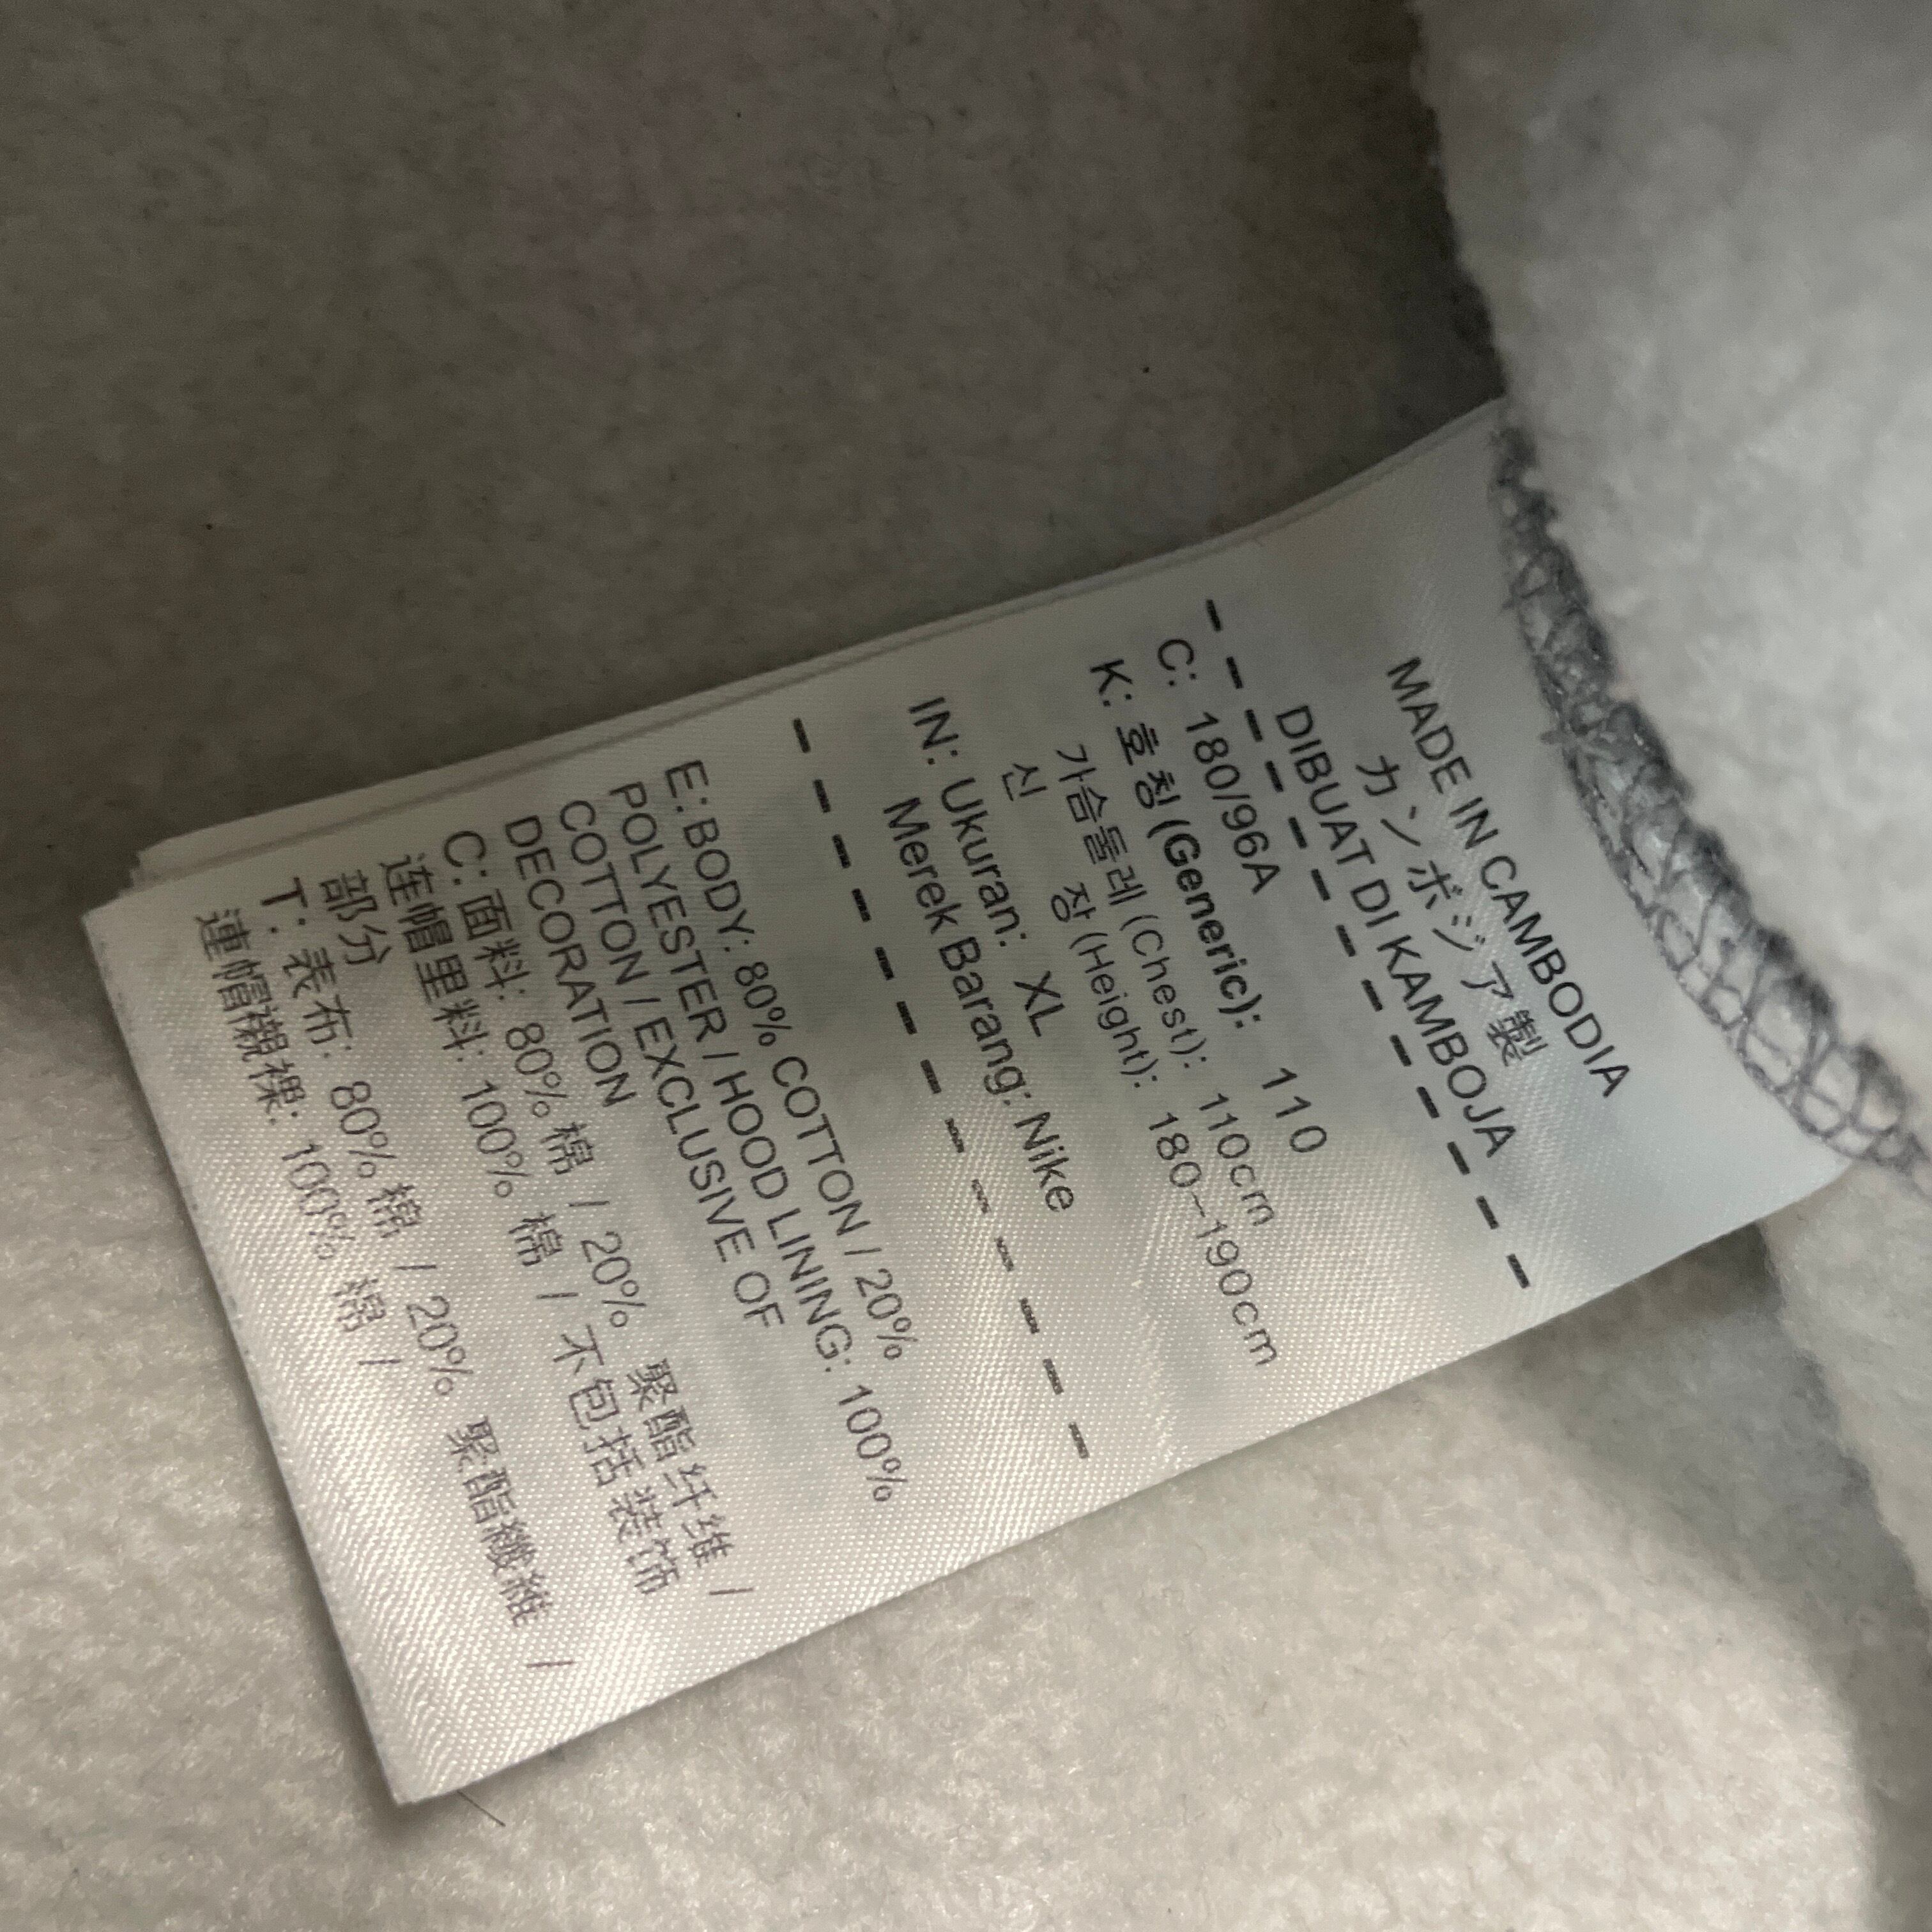 MADE IN CAMBODIA
カンボジア製
DIBUAT DI KAMBOJA
C: 180/96A
K: 호칭 (Generic): 110
가슴둘레 (Chest): 110cm
신 장 (Height): 180-190cm
IN: Ukuran: XL
Merek Barang: Nike
E: BODY: 80% COTTON / 20%
POLYESTER / HOOD LINING: 100%
COTTON / EXCLUSIVE OF
DECORATION
C: 面料: 80% 棉 / 20% 聚酯纤维 /
连帽里料: 100% 棉 / 不包括装饰
部分
T: 表布: 80% 棉 / 20% 聚酯纖維 /
連帽襯裸: 100% 棉 /